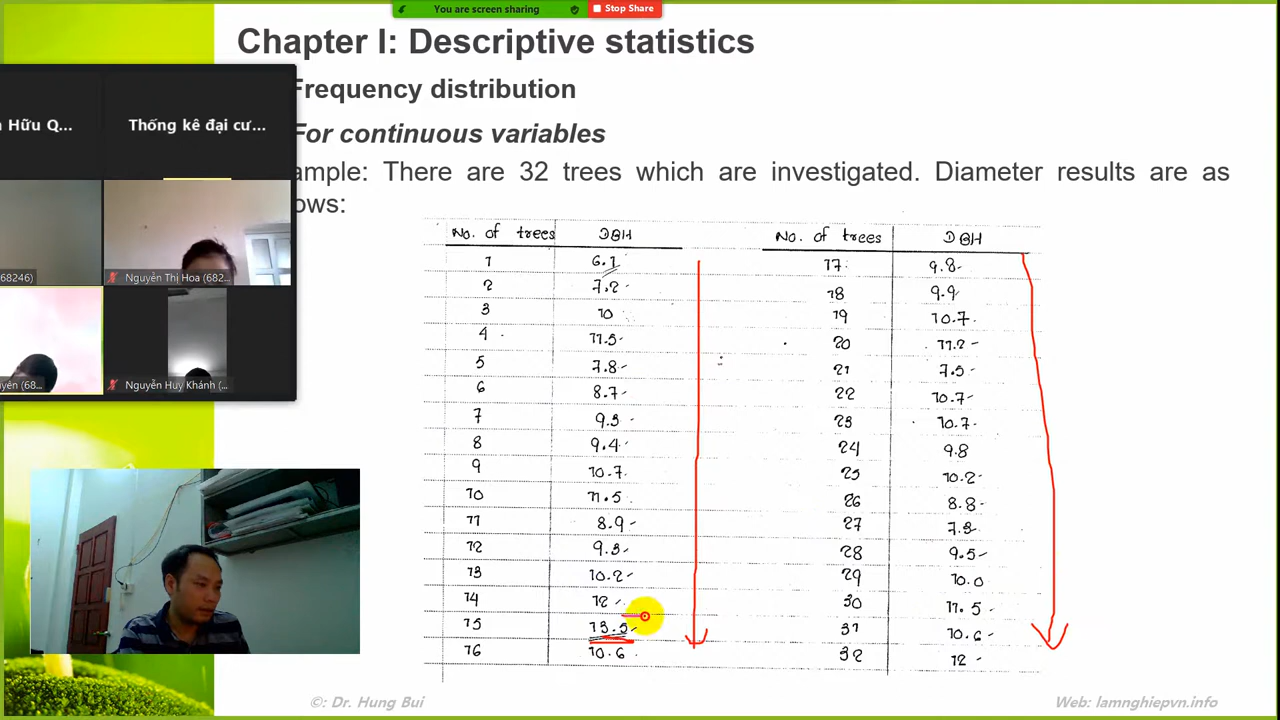 You are screen sharing Stop Share
Chapter I: Descriptive statistics
Frequency distribution
For continuous variables
ample: There are 32 trees which are investigated. Diameter results are as
ows:
Hữu Q...
Thống kê đại cư...
68246)
Nguyễn Thị Hoa (682...
(68...
Nguyễn Huy Khánh (...
No. of trees DBH No. of trees DBH
1 6.1 17 9.8
2 7.2 18 9.9
3 10 19 10.7
4 11.5 20 11.2
5 7.8 21 7.5
6 8.7 22 10.7
7 9.3 23 10.7
8 9.4 24 9.8
9 10.7 25 10.2
10 11.5 26 8.8
11 8.9 27 7.3
12 9.3 28 9.5
13 10.2 29 10.0
14 12 30 11.5
15 13.5 31 10.6
16 10.6 32 12
©: Dr. Hung Bui Web: lamnghiepvn.info